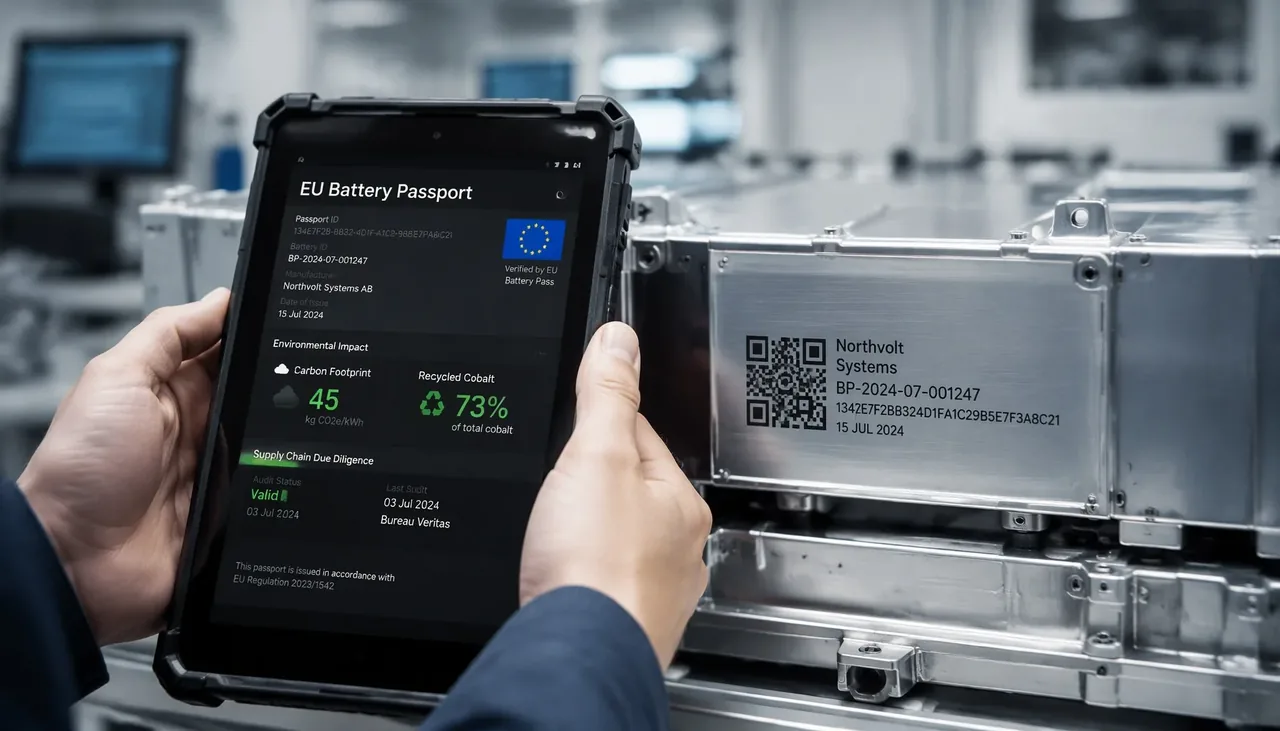 EU Battery Passport
Passport ID
Battery ID
BP-2024-07-001247
Manufacture
Northvolt Systems AB
Date of Issue
15 Jul 2024
Verified by EU
Battery Pass
Environmental Impact
Carbon Footprint
45
kg CO2e/kWh
Recycled Cobalt
73%
of total cobalt
Supply Chain Due Diligence
Audit Status
Valid
03 Jul 2024
Last
03 Jul 2024
Bureau Veritas
This passport is issued in accordance with
EU Regulation 2023/1542
Northvolt
Systems
BP-2024-07-001247
1342E7F2BB324D1FA1C29B5E7F3A8C21
15 JUL 2024